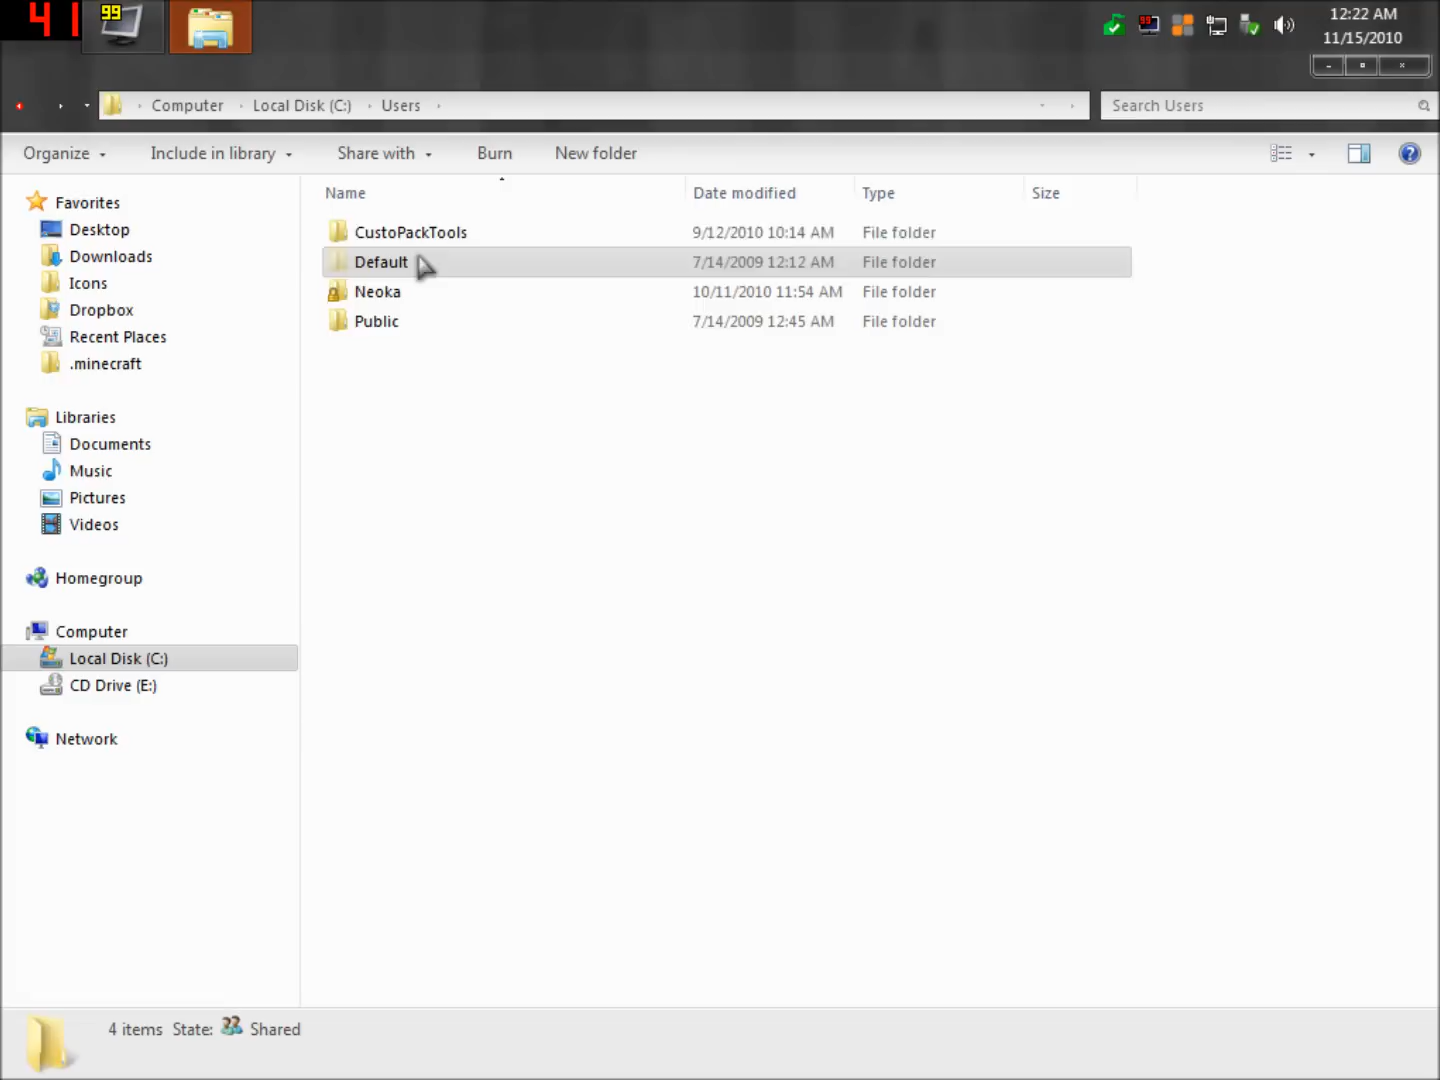 41
99
99
12:22 AM
11/15/2010
Computer
Local Disk (C:)
Users
Search Users
Organize
Include in library
Share with
Burn
New folder
Name
Date modified
Type
Size
Favorites
Desktop
Downloads
Icons
Dropbox
Recent Places
.minecraft
Libraries
Documents
Music
Pictures
Videos
Homegroup
Computer
Local Disk (C:)
CD Drive (E:)
Network
CustoPackTools 9/12/2010 10:14 AM File folder
Default 7/14/2009 12:12 AM File folder
Neoka 10/11/2010 11:54 AM File folder
Public 7/14/2009 12:45 AM File folder
4 items State: Shared